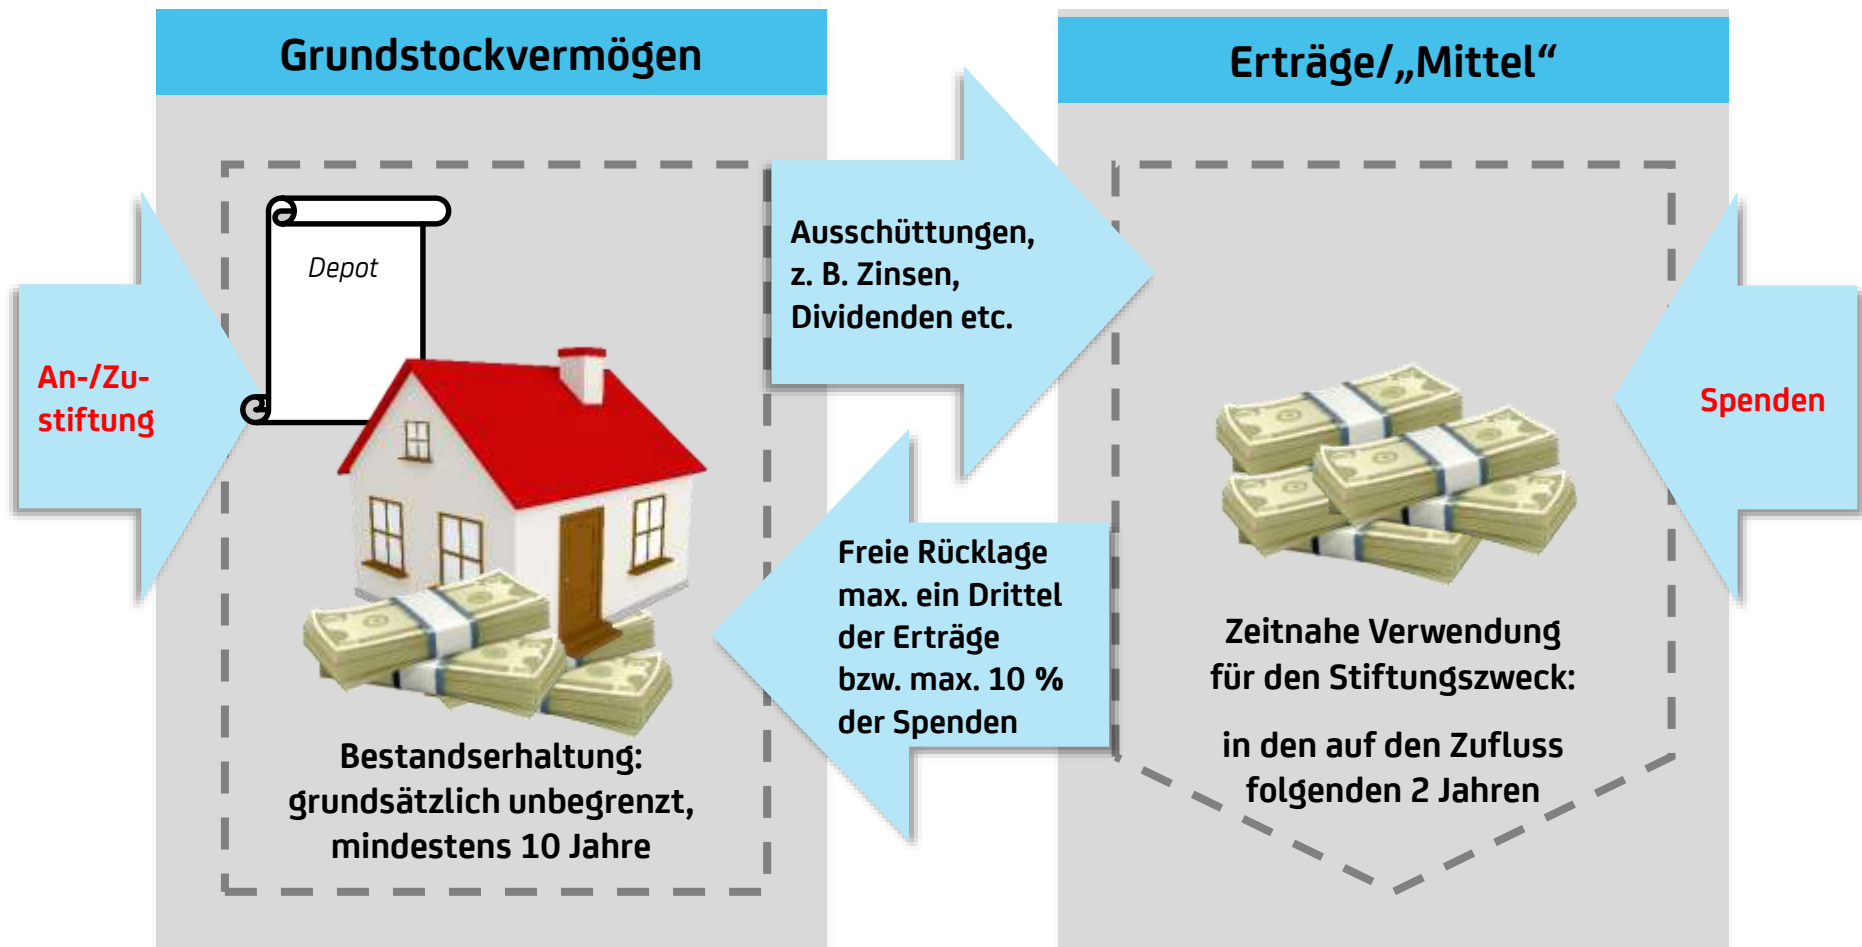 Grundstockvermögen
Erträge/„Mittel“
An-/Zu-
stiftung
Depot
Bestandserhaltung:
grundsätzlich unbegrenzt,
mindestens 10 Jahre
Ausschüttungen,
z. B. Zinsen,
Dividenden etc.
Freie Rücklage
max. ein Drittel
der Erträge
bzw. max. 10 %
der Spenden
Zeitnahe Verwendung
für den Stiftungszweck:
in den auf den Zufluss
folgenden 2 Jahren
Spenden